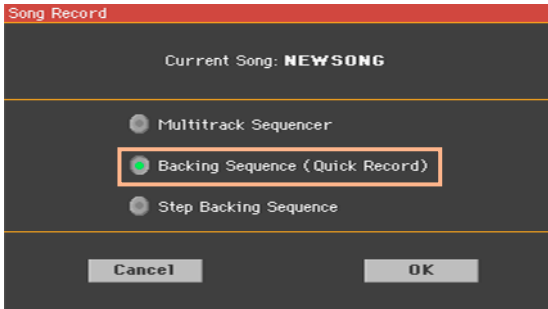 Song Record
Current Song: NEWSONG
Multitrack Sequencer
Backing Sequence (Quick Record)
Step Backing Sequence
Cancel OK